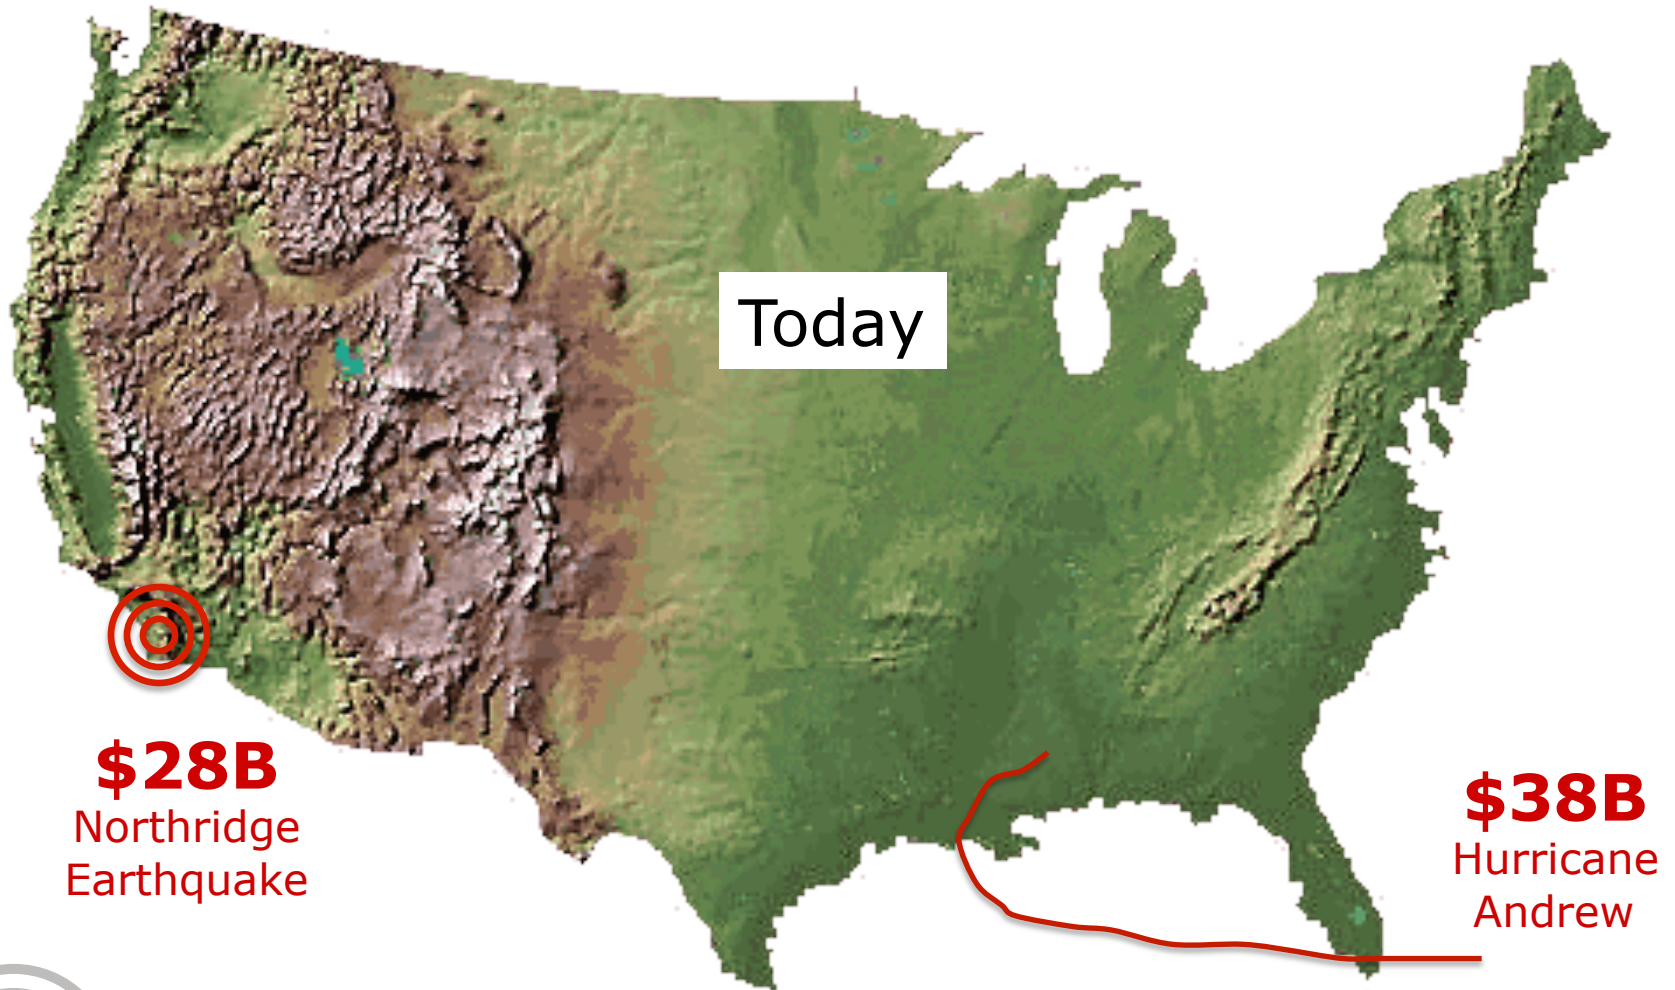 Today
$28B
Northridge
Earthquake
$38B
Hurricane
Andrew